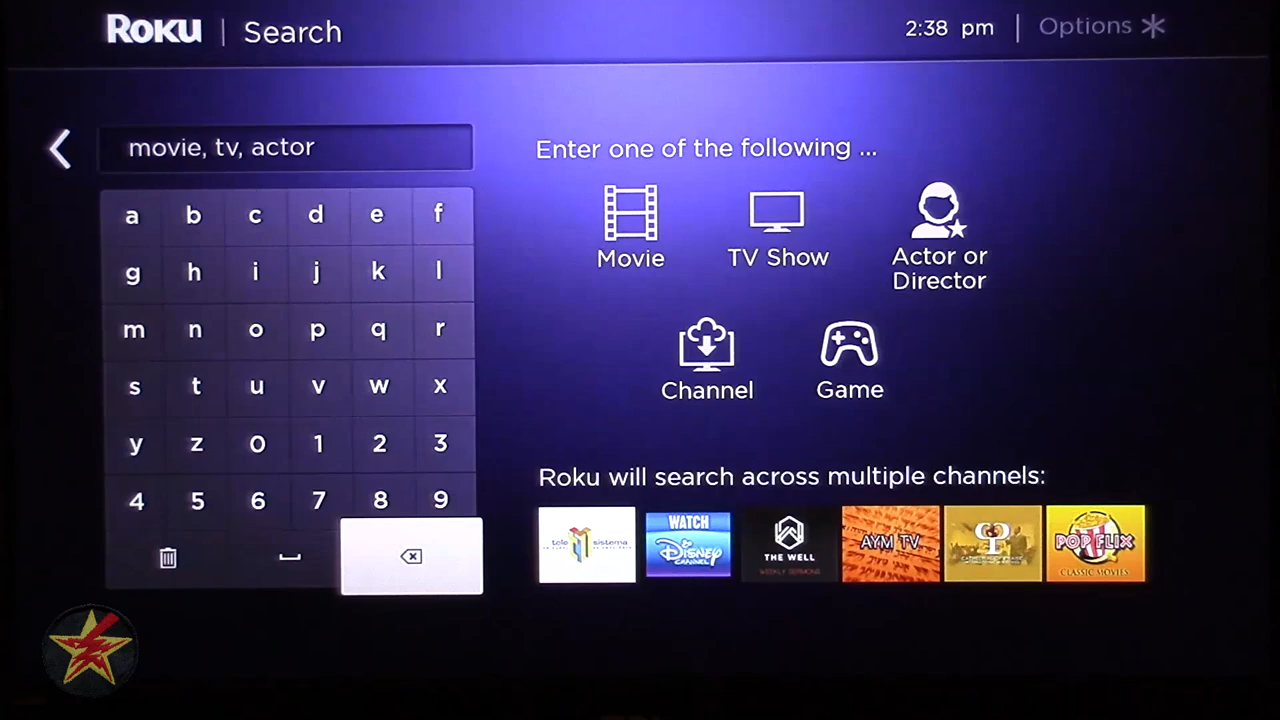 Roku | Search
2:38 pm | Options
movie, tv, actor
a b c d e f
g h i j k l
m n o p q r
s t u v w x
y z 0 1 2 3
4 5 6 7 8 9
Enter one of the following ...
Movie
TV Show
Actor or
Director
Channel
Game
Roku will search across multiple channels:
tele sistema
WATCH
Disney
CHANNEL
THE WELL
WEEKLY SERMONS
AYM TV
POPFLIX
CLASSIC MOVIES